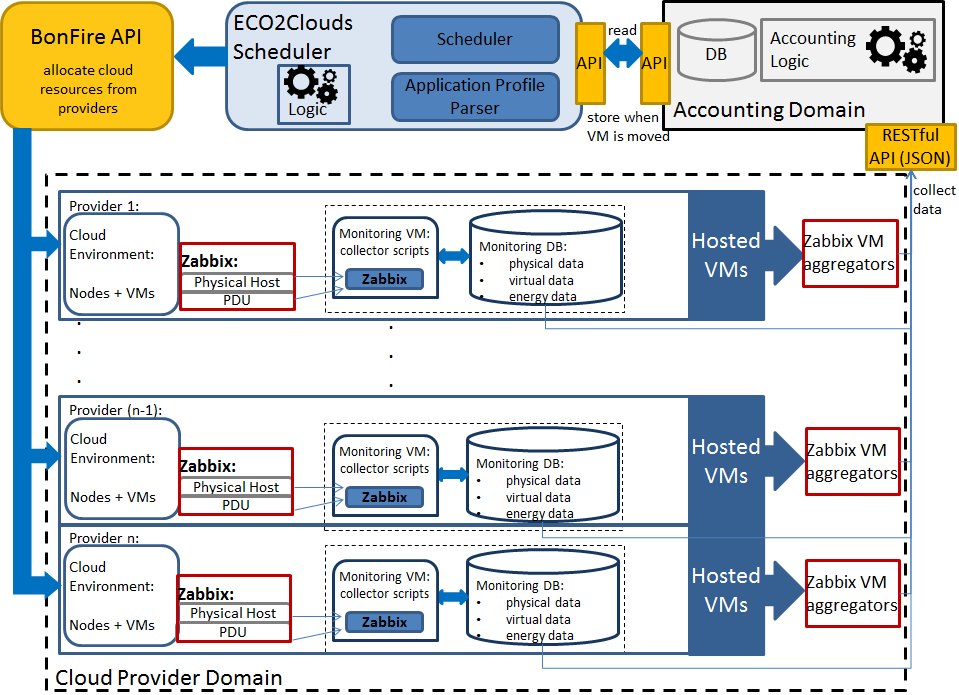 BonFire API
allocate cloud
resources from
providers
ECO2Clouds
Scheduler
Logic
Scheduler
Application Profile
Parser
API
read
API
store when
VM is moved
DB
Accounting
Logic
Accounting Domain
RESTful
API (JSON)
collect
data
Provider 1:
Cloud
Environment:
Nodes + VMs
Zabbix:
Physical Host
PDU
Monitoring VM:
collector scripts
Zabbix
Monitoring DB:
• physical data
• virtual data
• energy data
Hosted
VMs
Zabbix VM
aggregators
. .
. .
. .
Provider (n-1):
Cloud
Environment:
Nodes + VMs
Zabbix:
Physical Host
PDU
Monitoring VM:
collector scripts
Zabbix
Monitoring DB:
• physical data
• virtual data
• energy data
Hosted
VMs
Zabbix VM
aggregators
Provider n:
Cloud
Environment:
Nodes + VMs
Zabbix:
Physical Host
PDU
Monitoring VM:
collector scripts
Zabbix
Monitoring DB:
• physical data
• virtual data
• energy data
Hosted
VMs
Zabbix VM
aggregators
Cloud Provider Domain